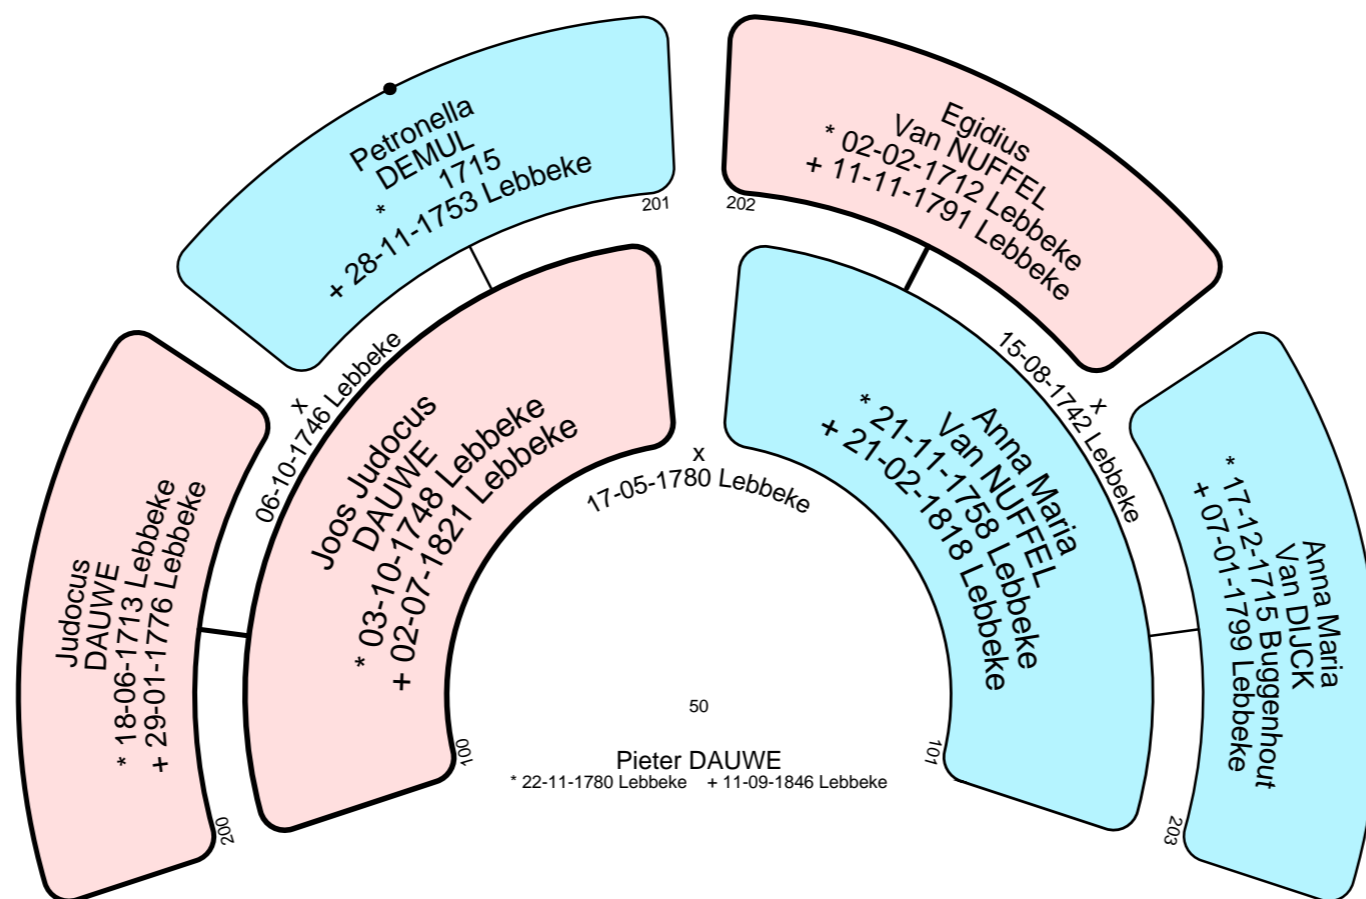 Petronella
DEMUL
* 1715
+ 28-11-1753 Lebbeke
201
Egidius
Van NUFFEL
* 02-02-1712 Lebbeke
+ 11-11-1791 Lebbeke
202
Judocus
DAUWE
* 18-06-1713 Lebbeke
+ 29-01-1776 Lebbeke
200
x
06-10-1746 Lebbeke
Joos Judocus
DAUWE
* 03-10-1748 Lebbeke
+ 02-07-1821 Lebbeke
100
x
17-05-1780 Lebbeke
Anna Maria
Van NUFFEL
* 21-11-1758 Lebbeke
+ 21-02-1818 Lebbeke
101
x
15-08-1742 Lebbeke
Anna Maria
Van DIJCK
* 17-12-1715 Buggenhout
+ 07-01-1799 Lebbeke
203
50
Pieter DAUWE
* 22-11-1780 Lebbeke + 11-09-1846 Lebbeke